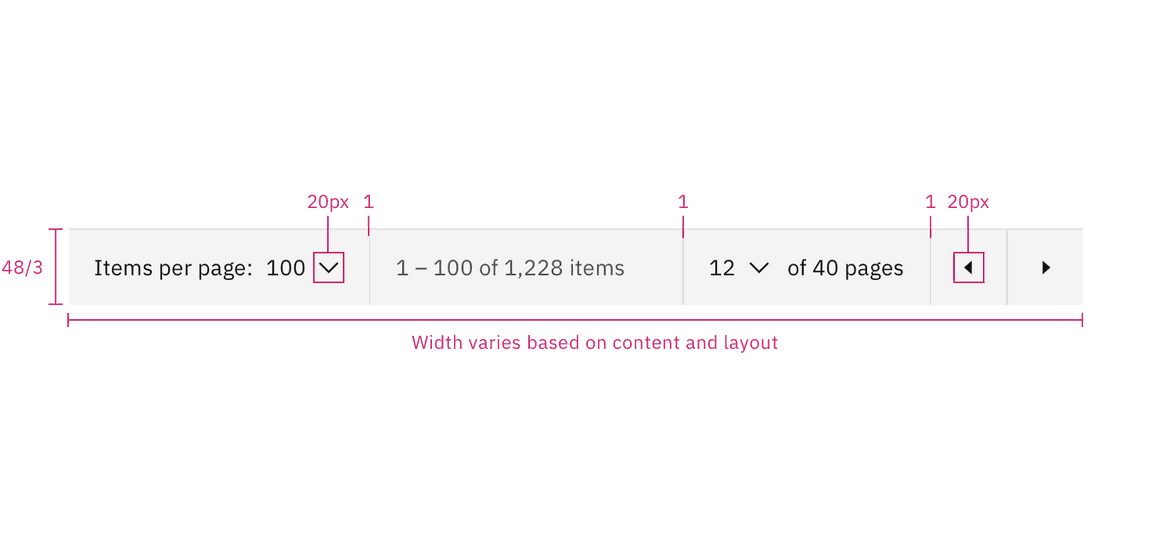 20px 1 1 1 20px
48/3 Items per page: 100 1 – 100 of 1,228 items 12 of 40 pages
Width varies based on content and layout